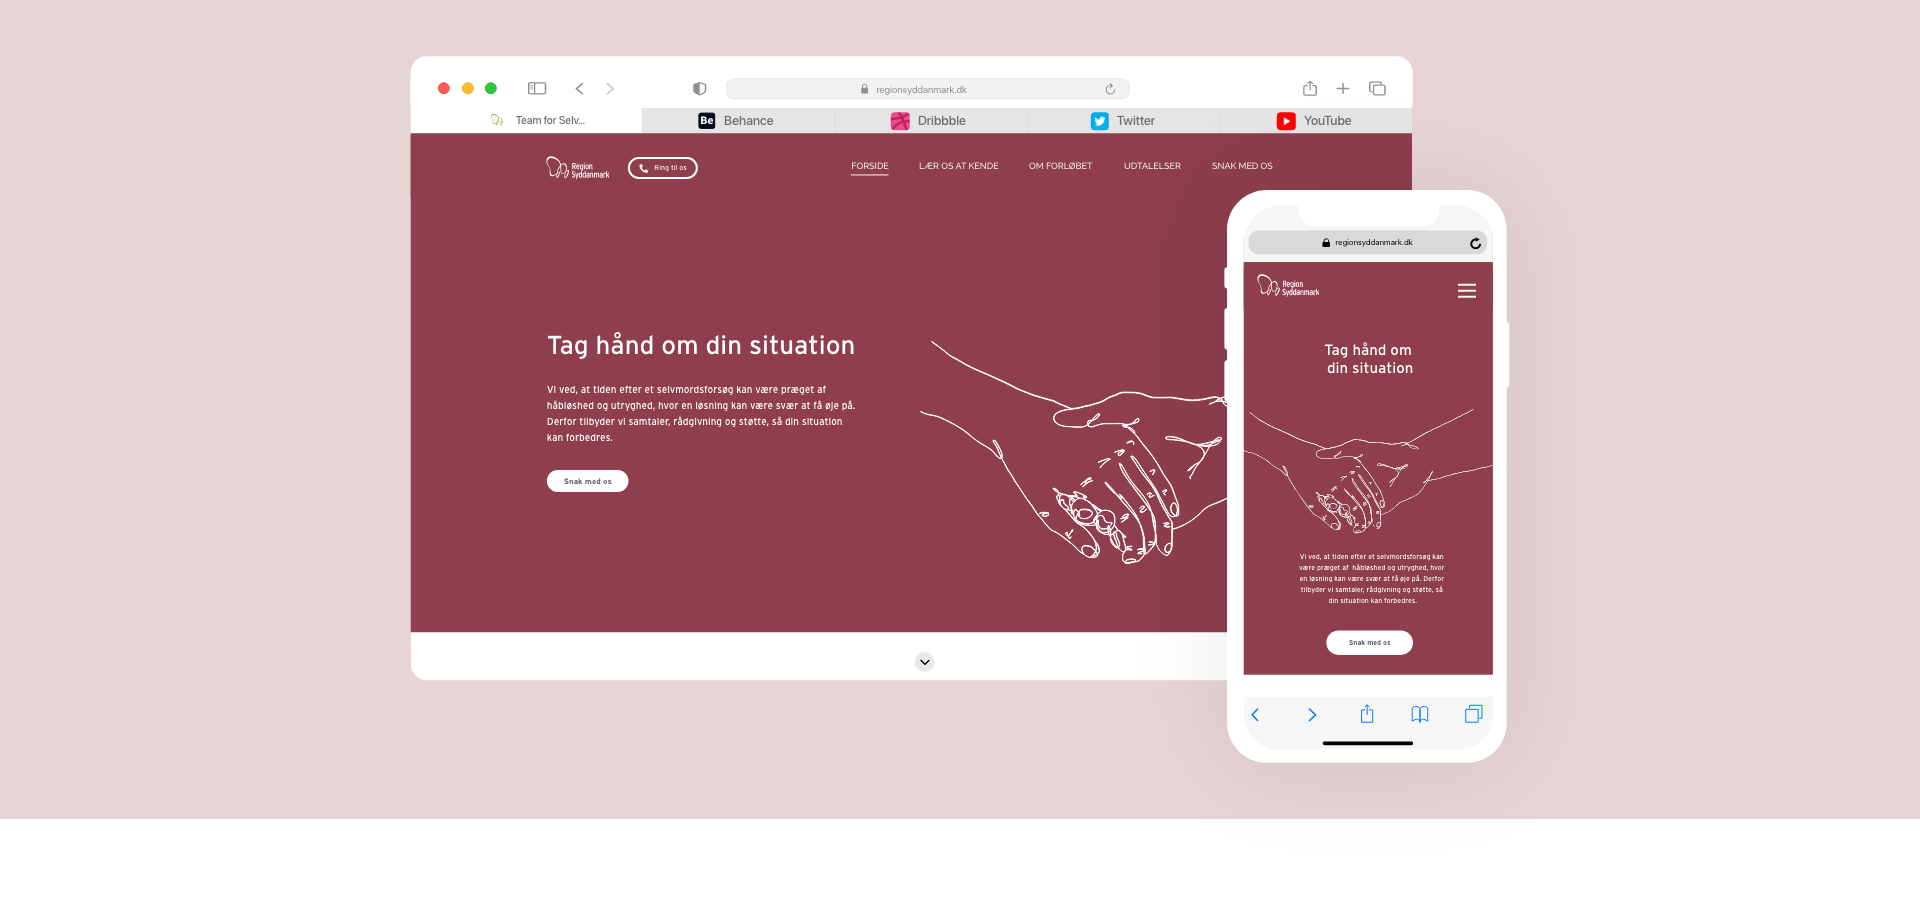 regionsyddanmark.dk
Team for Selv...
Be Behance
Dribbble
Twitter
YouTube
Region
Syddanmark
Ring til os
FORSIDE LÆR OS AT KENDE OM FORLØBET UDTALELSER SNAK MED OS
Tag hånd om din situation
Vi ved, at tiden efter et selvmordsforsøg kan være præget af
håbløshed og utryghed, hvor en løsning kan være svær at få øje på.
Derfor tilbyder vi samtaler, rådgivning og støtte, så din situation
kan forbedres.
Snak med os
regionsyddanmark.dk
Region
Syddanmark
Tag hånd om
din situation
Vi ved, at tiden efter et selvmordsforsøg kan
være præget af håbløshed og utryghed, hvor
en løsning kan være svær at få øje på. Derfor
tilbyder vi samtaler, rådgivning og støtte, så
din situation kan forbedres.
Snak med os